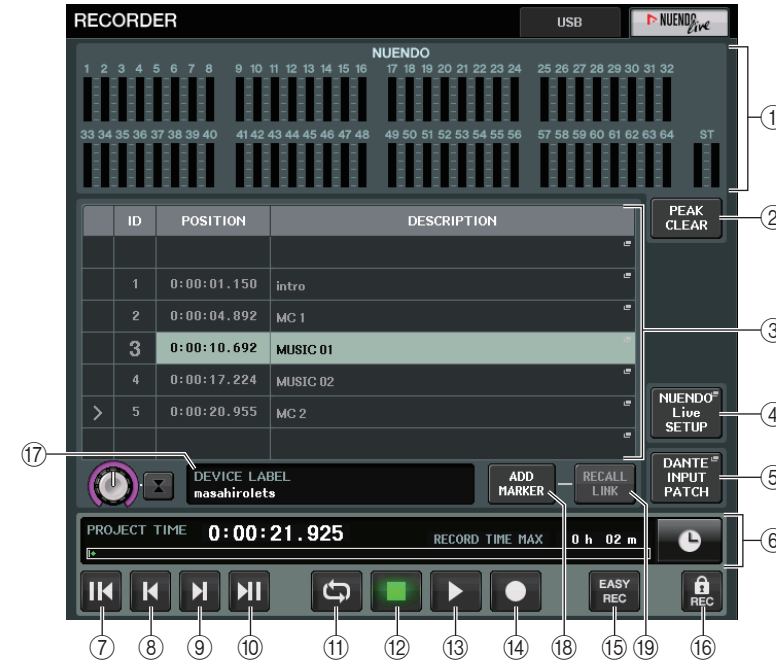 RECORDER
USB
NUENDO live
NUENDO
1 2 3 4 5 6 7 8 9 10 11 12 13 14 15 16 17 18 19 20 21 22 23 24 25 26 27 28 29 30 31 32
①
33 34 35 36 37 38 39 40 41 42 43 44 45 46 47 48 49 50 51 52 53 54 55 56 57 58 59 60 61 62 63 64 ST
PEAK
CLEAR
②
ID POSITION DESCRIPTION
1 0:00:01.150 intro
2 0:00:04.892 MC 1
③
3 0:00:10.692 MUSIC 01
4 0:00:17.224 MUSIC 02
> 5 0:00:20.955 MC 2
NUENDO
Live
SETUP
④
⑰
DEVICE LABEL
masahirolets
ADD
MARKER
RECALL
LINK
DANTE
INPUT
PATCH
⑤
PROJECT TIME 0:00:21.925 RECORD TIME MAX 0 h 02 m
⑥
EASY
REC
REC
⑦ ⑧ ⑨ ⑩ ⑪ ⑫ ⑬ ⑭ ⑱ ⑮ ⑲ ⑯